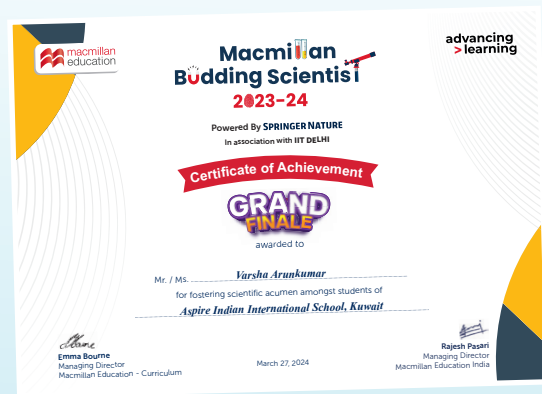 macmillan
education
advancing
>learning
Macmillan
Budding Scientist
2023-24
Powered By SPRINGER NATURE
In association with IIT DELHI
Certificate of Achievement
GRAND
FINALE
awarded to
Mr. / Ms. Varsha Arunkumar
for fostering scientific acumen amongst students of
Aspire Indian International School, Kuwait
Emma Bourne
Managing Director
Macmillan Education - Curriculum
March 27, 2024
Rajesh Pasari
Managing Director
Macmillan Education India